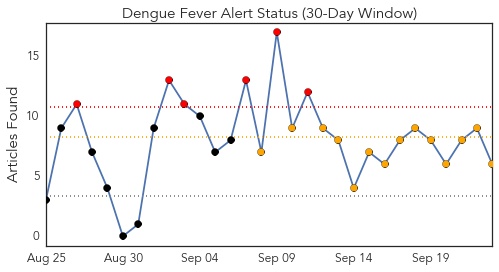 Dengue Fever Alert Status (30-Day Window)
Articles Found
15
10
5
0
Aug 25 Aug 30 Sep 04 Sep 09 Sep 14 Sep 19